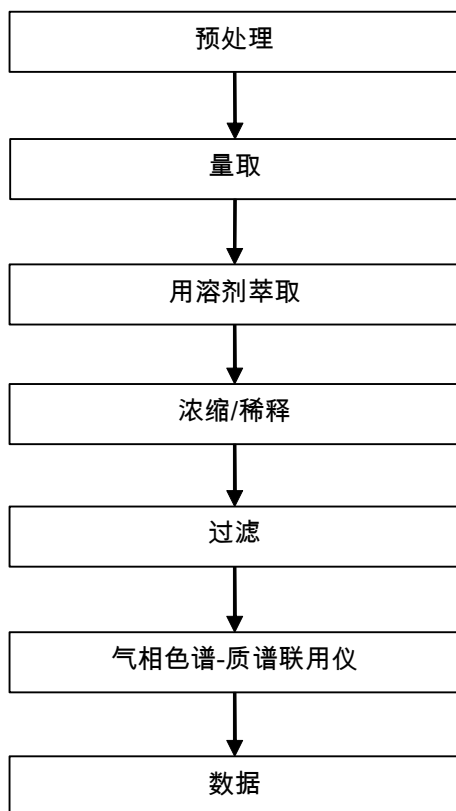 预处理
量取
用溶剂萃取
浓缩/稀释
过滤
气相色谱-质谱联用仪
数据